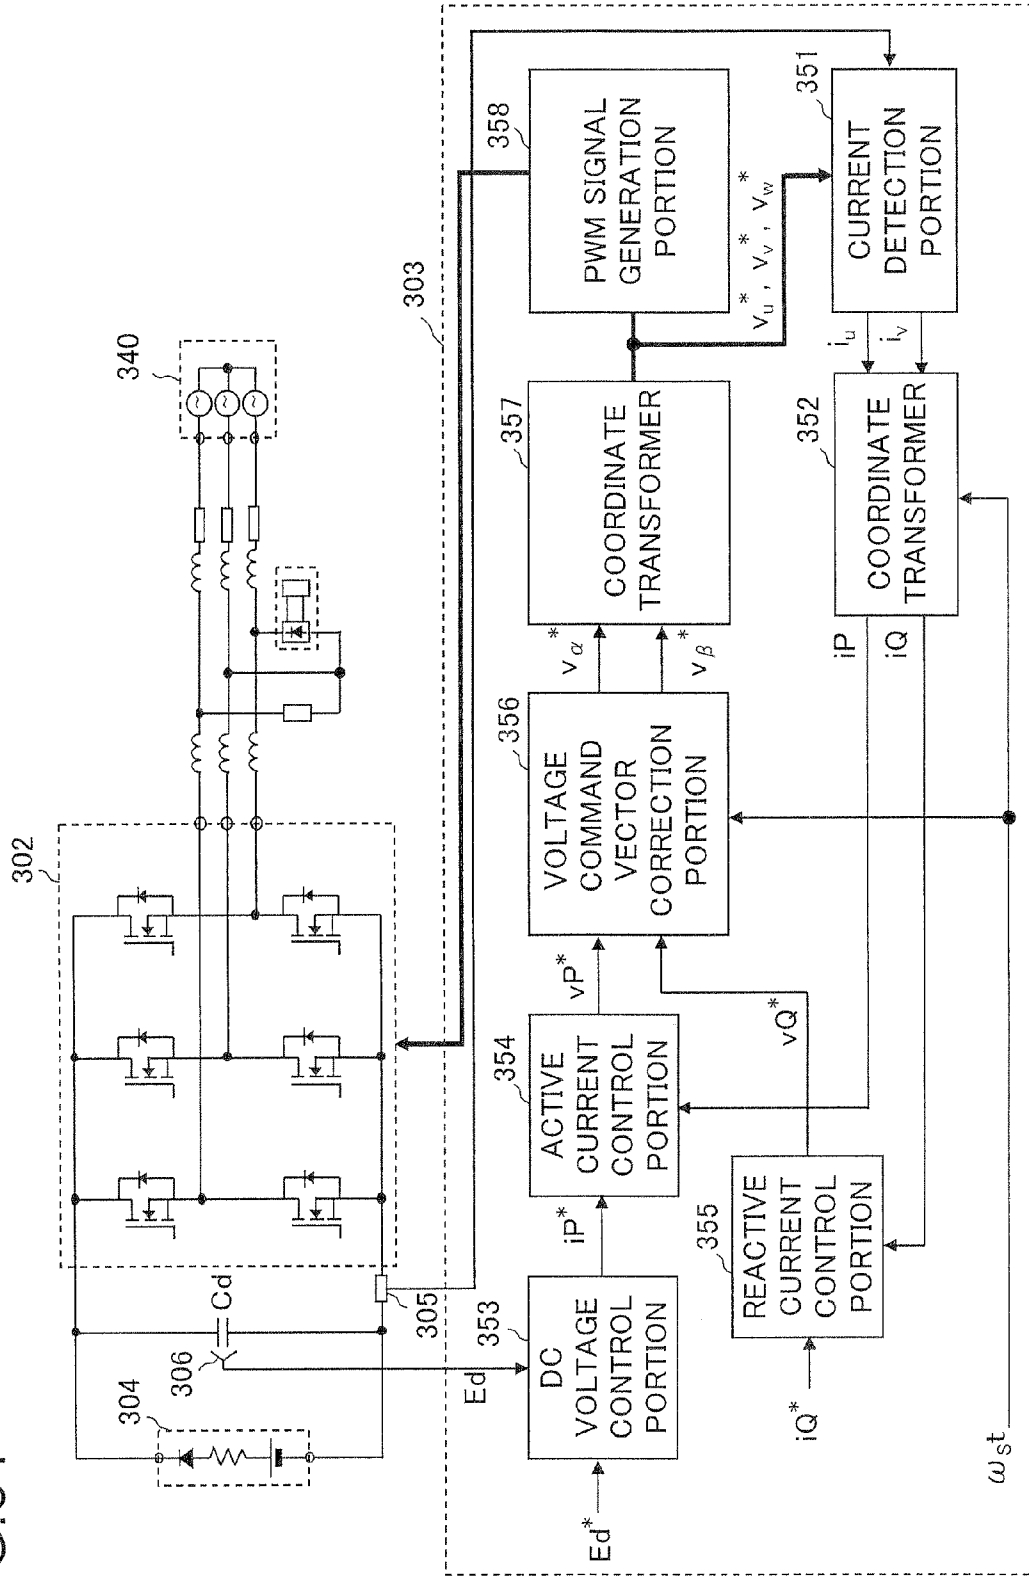 302
340
304
306
Cd
305
303
Ed
Ed*
353
DC
VOLTAGE
CONTROL
PORTION
iP*
354
ACTIVE
CURRENT
CONTROL
PORTION
vP*
iQ*
355
REACTIVE
CURRENT
CONTROL
PORTION
vQ*
356
VOLTAGE
COMMAND
VECTOR
CORRECTION
PORTION
vα*
vβ*
357
COORDINATE
TRANSFORMER
358
PWM SIGNAL
GENERATION
PORTION
vu*, vv*, vw*
351
CURRENT
DETECTION
PORTION
iu
iv
352
COORDINATE
TRANSFORMER
iP
iQ
ωst